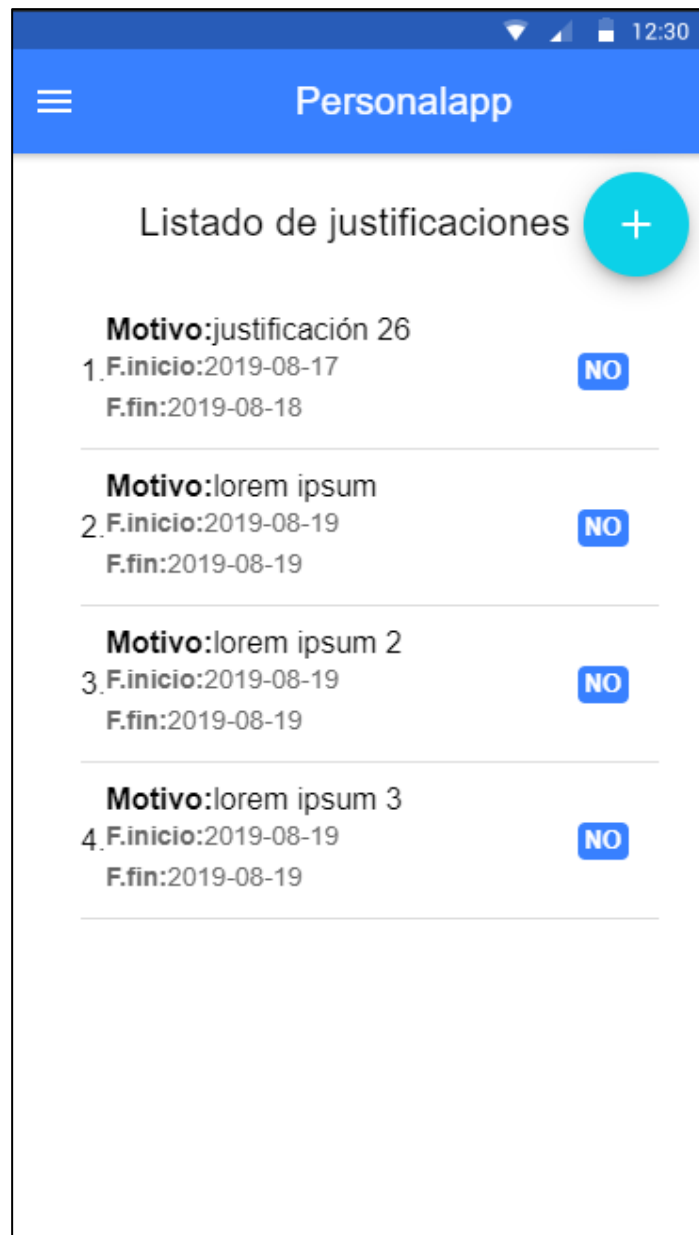 12:30
Personalapp
Listado de justificaciones
Motivo:justificación 26
1. F.inicio:2019-08-17 NO
F.fin:2019-08-18
Motivo:lorem ipsum
2. F.inicio:2019-08-19 NO
F.fin:2019-08-19
Motivo:lorem ipsum 2
3. F.inicio:2019-08-19 NO
F.fin:2019-08-19
Motivo:lorem ipsum 3
4. F.inicio:2019-08-19 NO
F.fin:2019-08-19